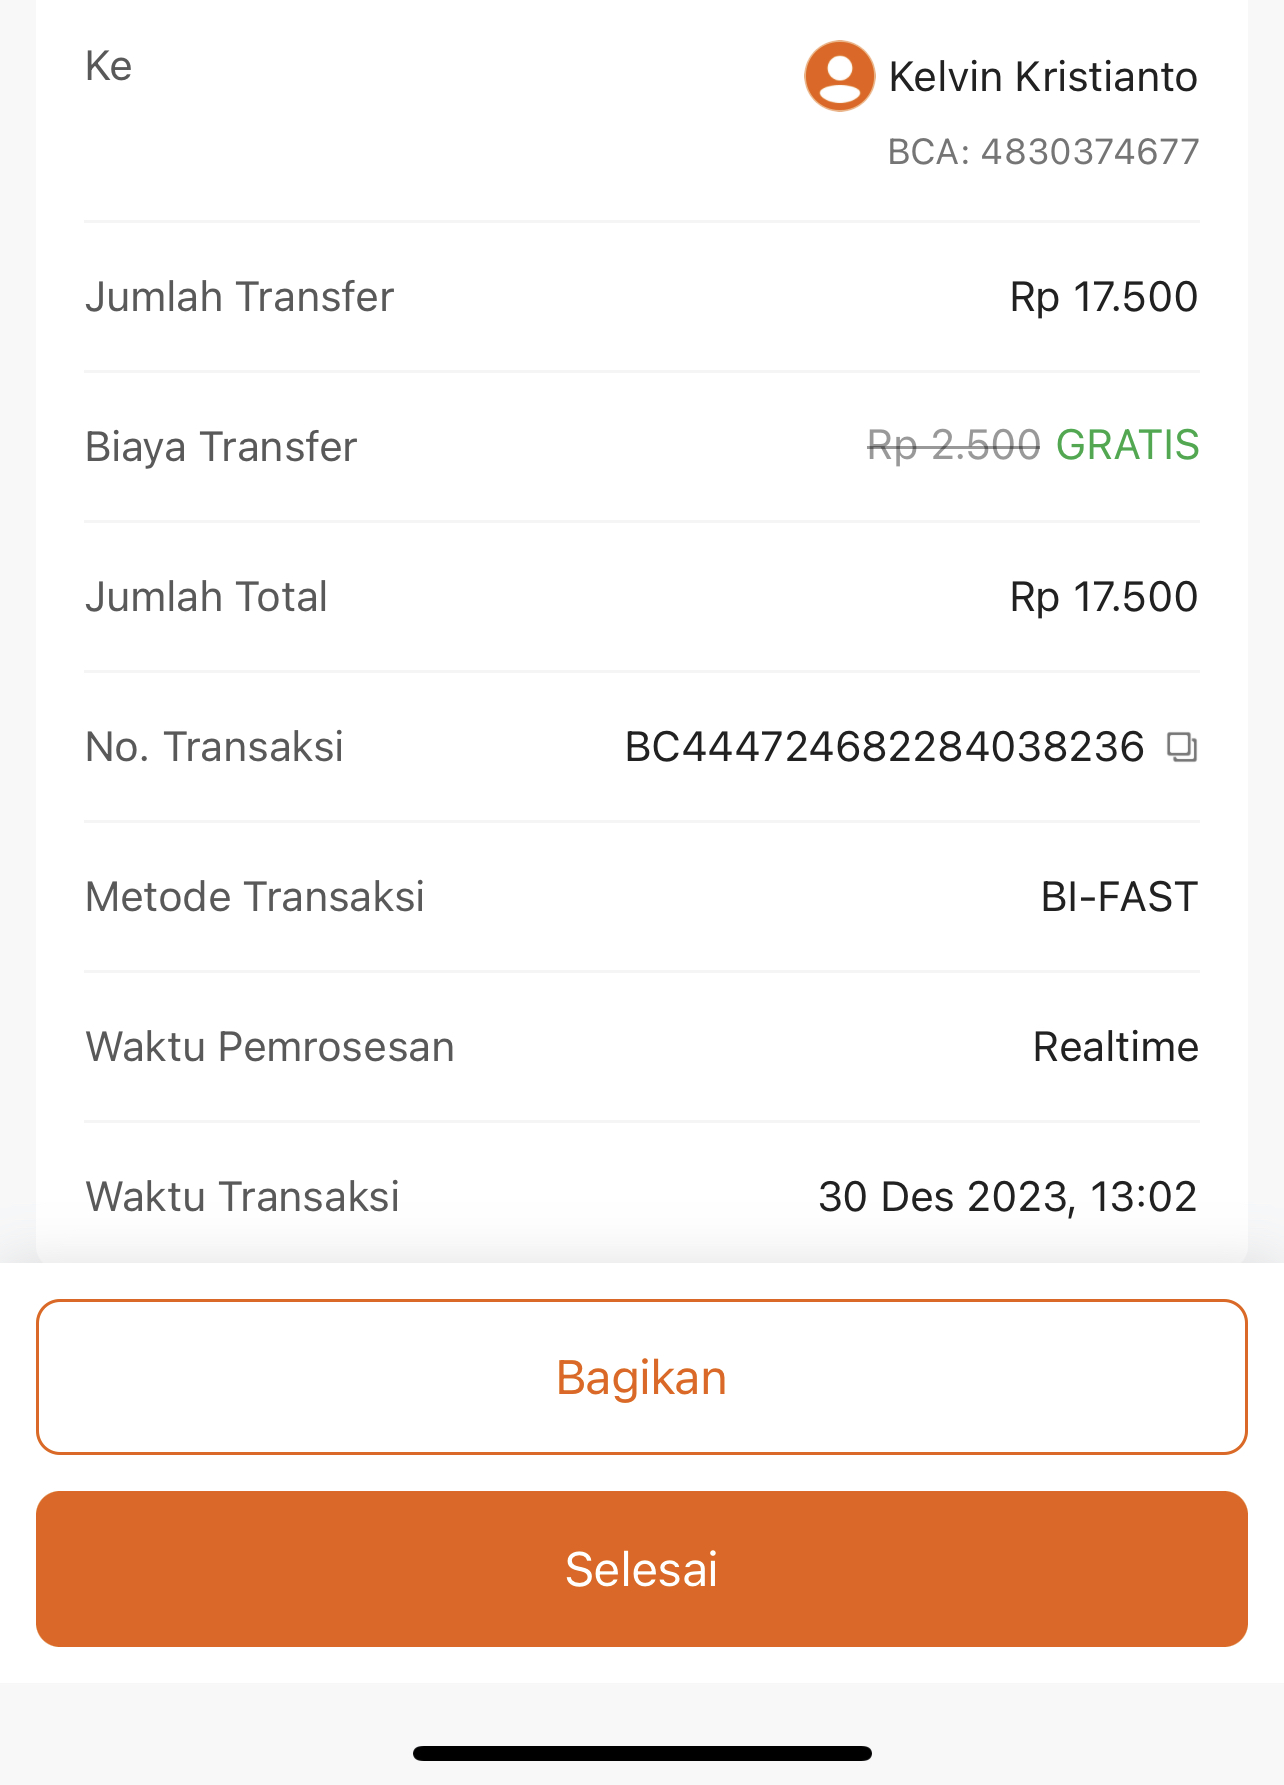 Ke
Kelvin Kristianto
BCA: 4830374677
Jumlah Transfer Rp 17.500
Biaya Transfer Rp 2.500 GRATIS
Jumlah Total Rp 17.500
No. Transaksi BC444724682284038236
Metode Transaksi BI-FAST
Waktu Pemrosesan Realtime
Waktu Transaksi 30 Des 2023, 13:02
Bagikan
Selesai